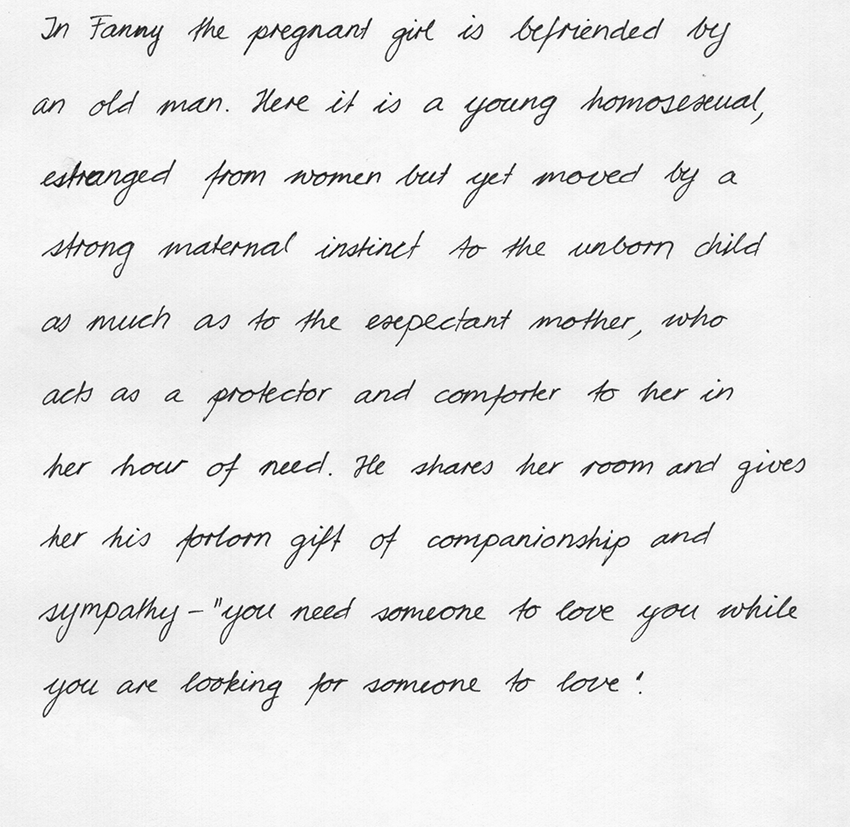 In Fanny the pregnant girl is befriended by
an old man. Here it is a young homosexual,
estranged from women but yet moved by a
strong maternal instinct to the unborn child
as much as to the expectant mother, who
acts as a protector and comforter to her in
her hour of need. He shares her room and gives
her his forlorn gift of companionship and
sympathy – "you need someone to love you while
you are looking for someone to love".